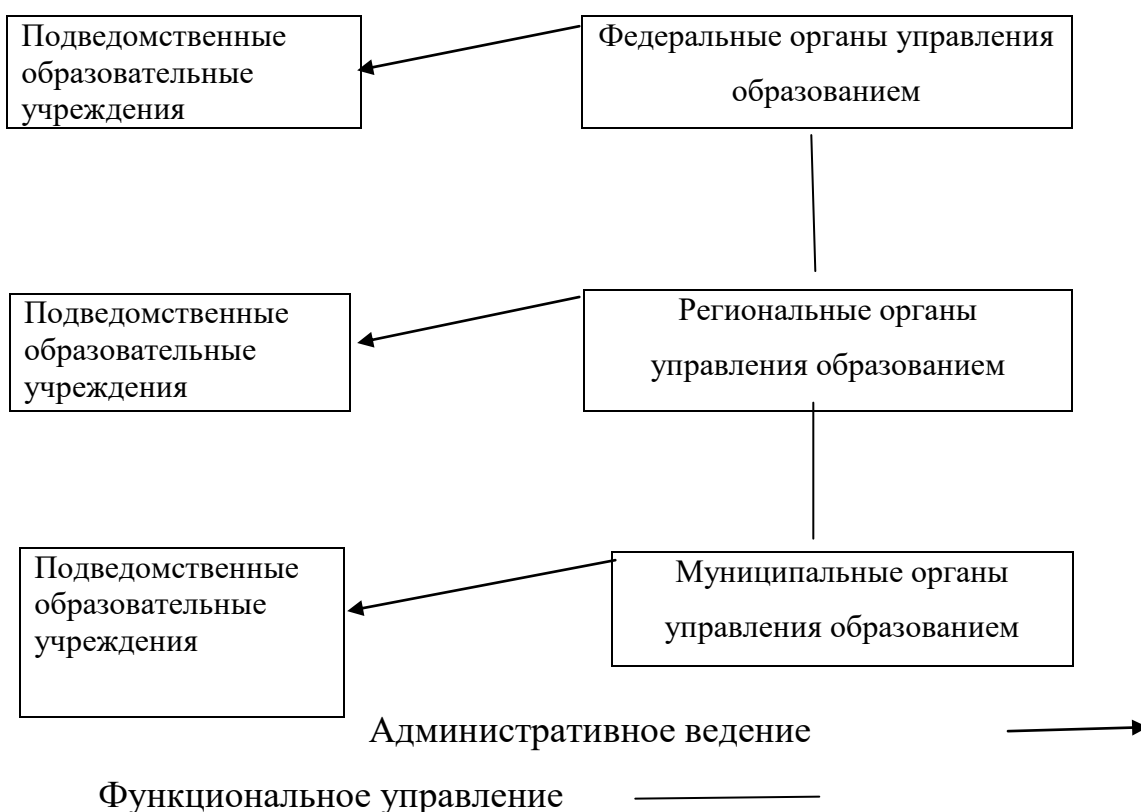 Подведомственные
образовательные
учреждения
Федеральные органы управления
образованием
Подведомственные
образовательные
учреждения
Региональные органы
управления образованием
Подведомственные
образовательные
учреждения
Муниципальные органы
управления образованием
Административное ведение
Функциональное управление